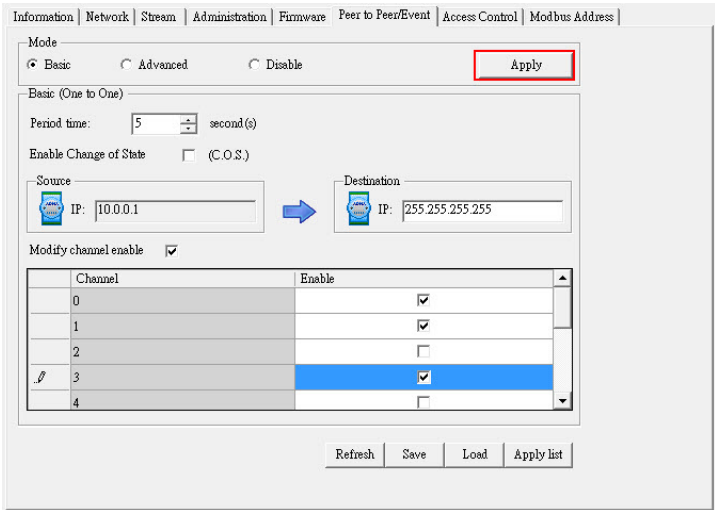 Information Network Stream Administration Firmware Peer to Peer/Event Access Control Modbus Address
Mode
Basic Advanced Disable Apply
Basic (One to One)
Period time: 5 second(s)
Enable Change of State (C.O.S.)
Source Destination
IP: 10.0.0.1 IP: 255.255.255.255
Modify channel enable
Channel Enable
0
1
2
3
4
Refresh Save Load Apply list